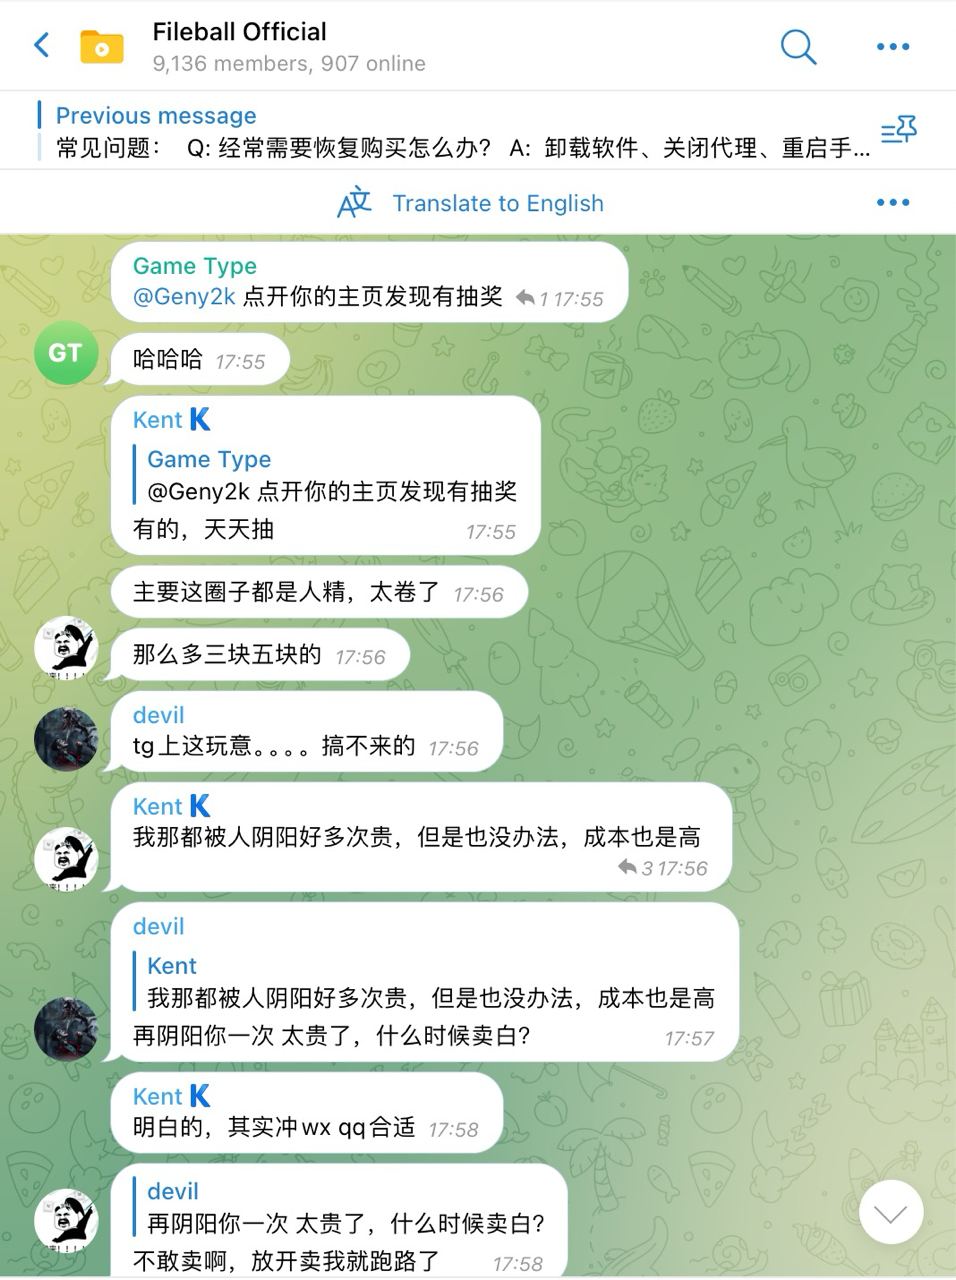 Fileball Official
9,136 members, 907 online
Previous message
常见问题： Q: 经常需要恢复购买怎么办？ A: 卸载软件、关闭代理、重启手...
Translate to English
Game Type
@Geny2k 点开你的主页发现有抽奖 1 17:55
GT
哈哈哈 17:55
Kent K
Game Type
@Geny2k 点开你的主页发现有抽奖
有的，天天抽 17:55
主要这圈子都是人精，太卷了 17:56
那么多三块五块的 17:56
devil
tg上这玩意。。。。搞不来的 17:56
Kent K
我那都被人阴阳好多次贵，但是也没办法，成本也是高
3 17:56
devil
Kent
我那都被人阴阳好多次贵，但是也没办法，成本也是高
再阴阳你一次 太贵了，什么时候卖白？ 17:57
Kent K
明白的，其实冲wx qq合适 17:58
devil
再阴阳你一次 太贵了，什么时候卖白？
不敢卖啊，放开卖我就跑路了 17:58